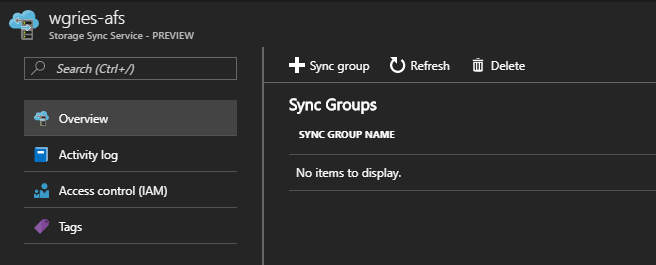 wgries-afs
Storage Sync Service - PREVIEW
Search (Ctrl+/)
Overview
Activity log
Access control (IAM)
Tags
Sync group Refresh Delete
Sync Groups
SYNC GROUP NAME
No items to display.